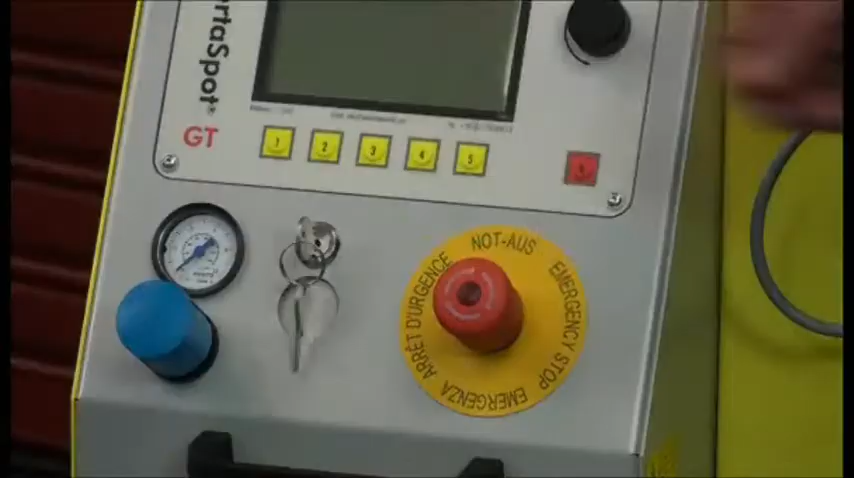 rtaSpot®
GT
1 2 3 4 5
NOT-AUS
EMERGENCY STOP
EMERGENZA
ARRÊT D'URGENCE